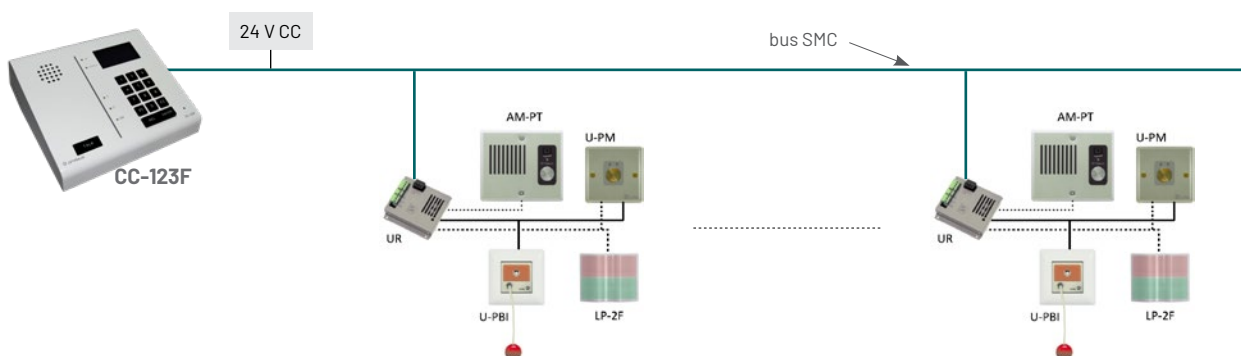 24 V CC
bus SMC
CC-123F
AM-PT
U-PM
UR
U-PBI
LP-2F
AM-PT
U-PM
UR
U-PBI
LP-2F